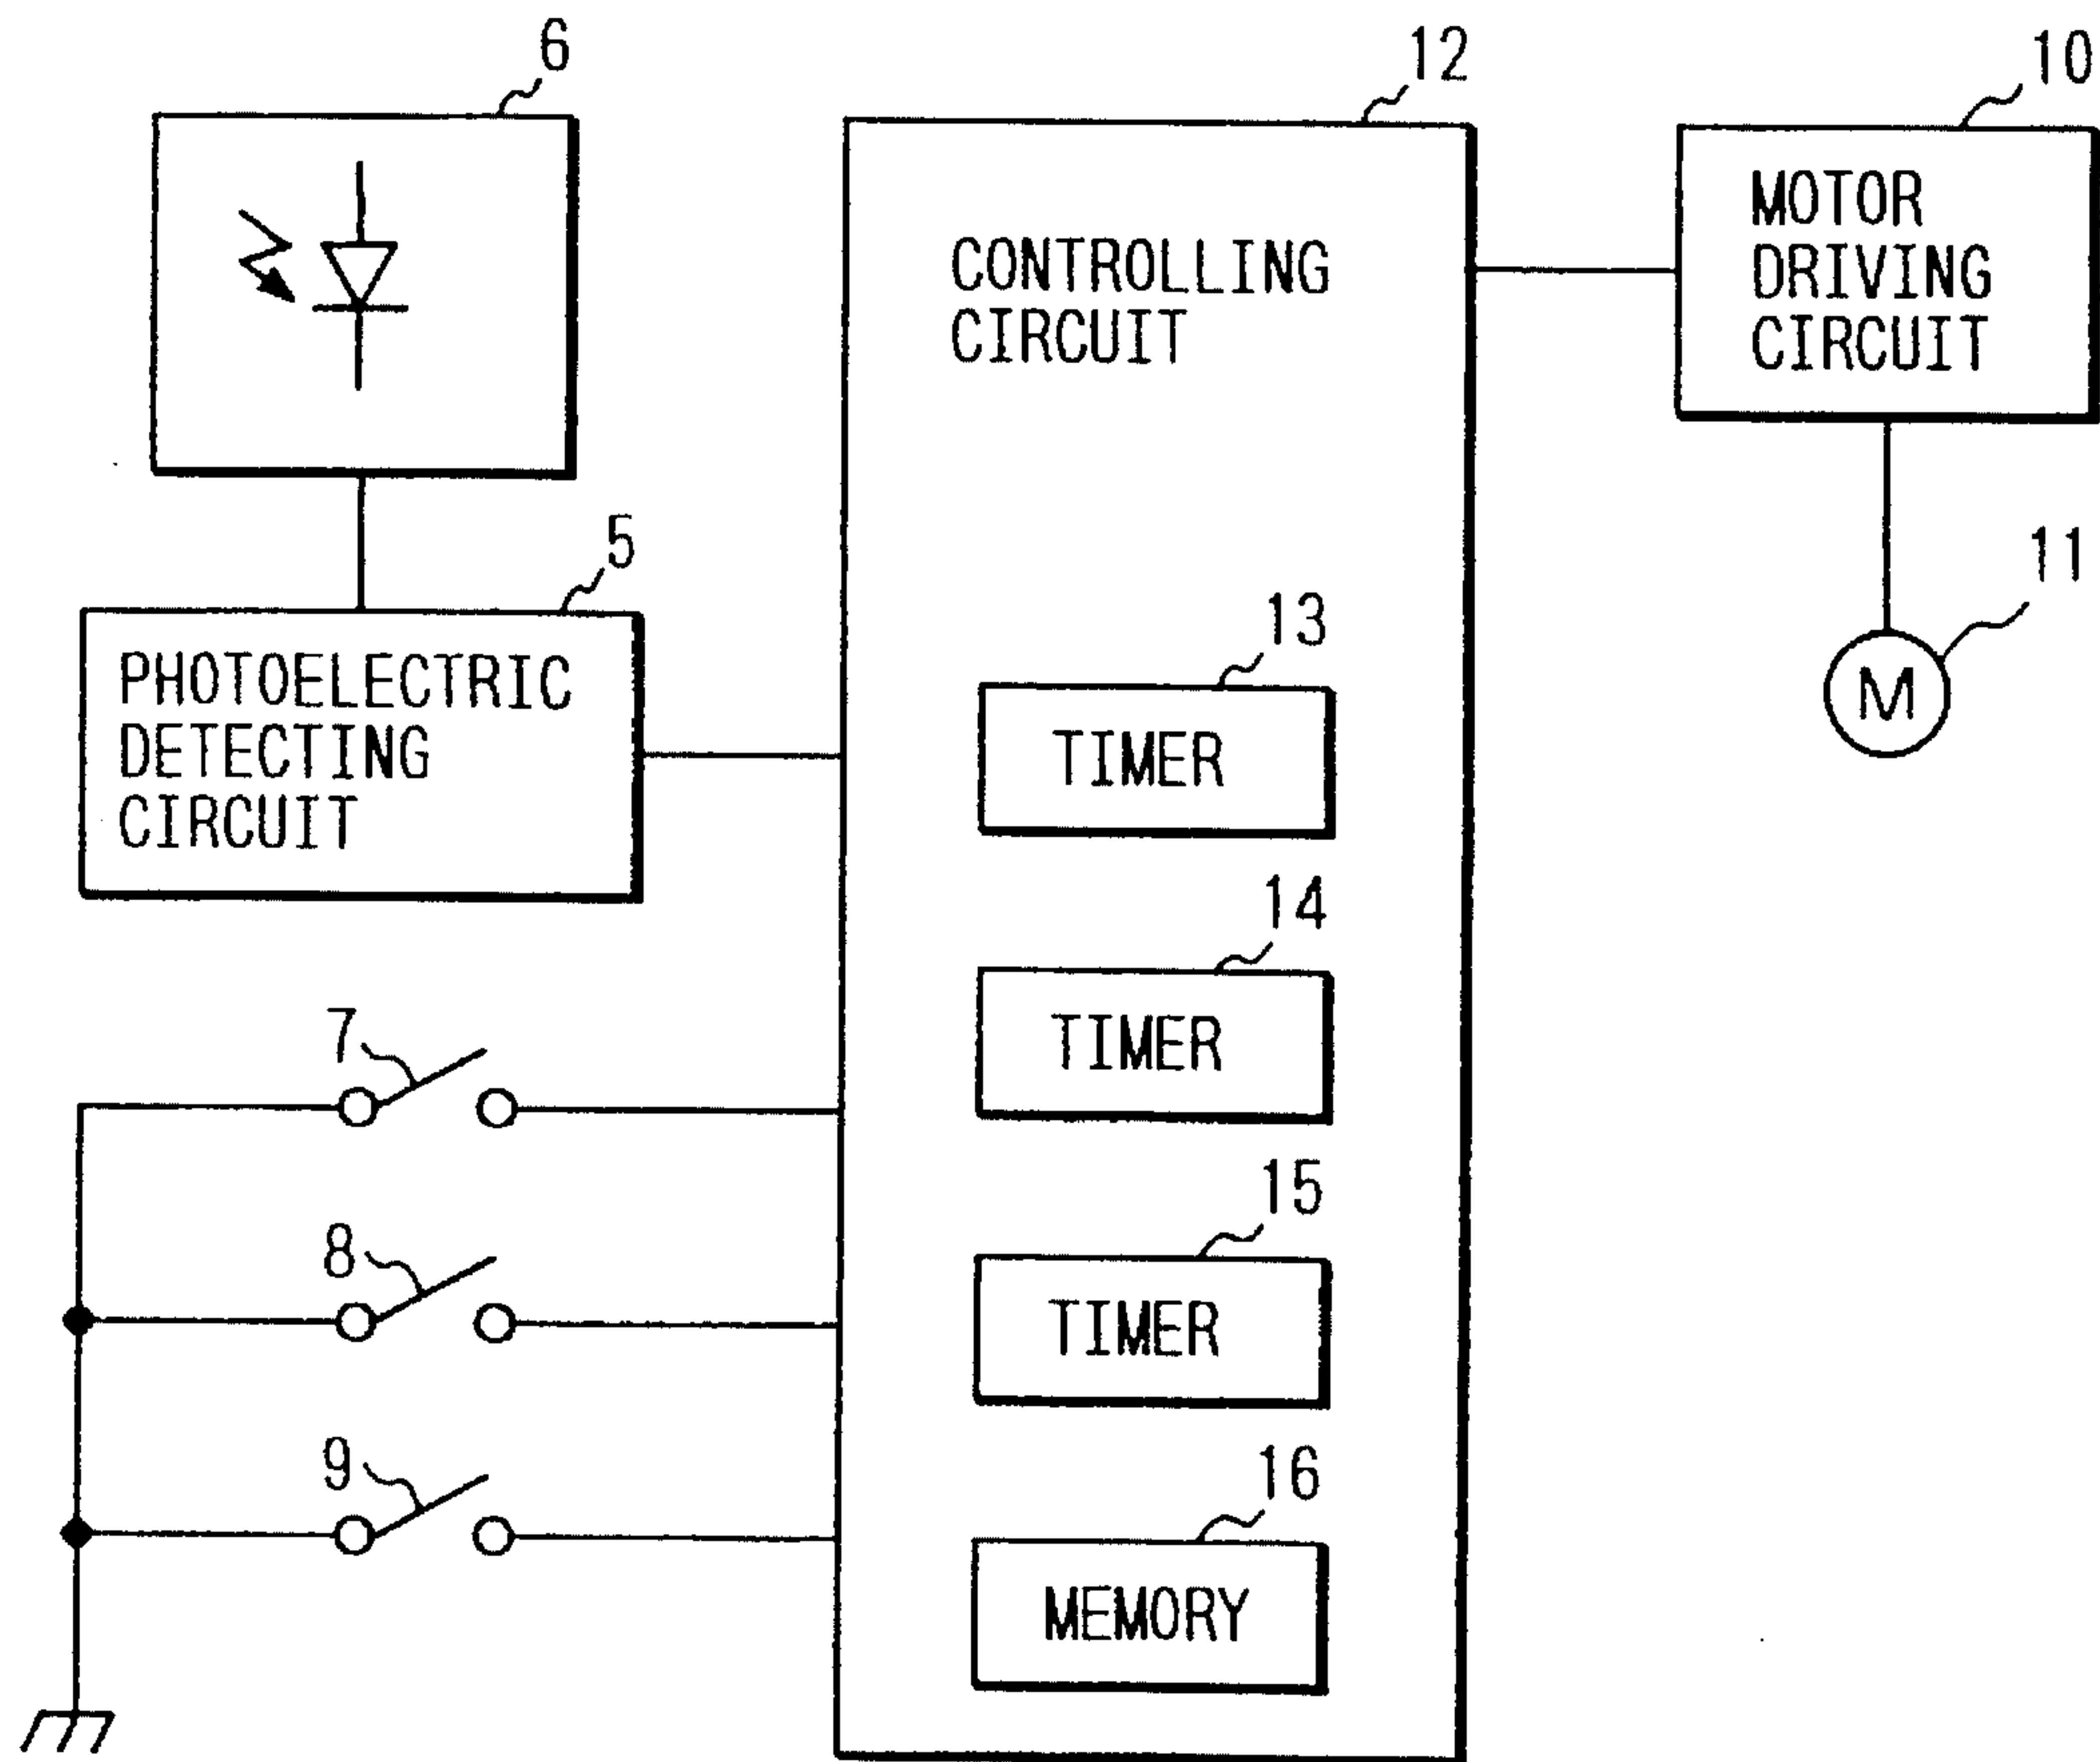 6
12
10
CONTROLLING
CIRCUIT
MOTOR
DRIVING
CIRCUIT
5
11
PHOTOELECTRIC
DETECTING
CIRCUIT
13
TIMER
M
14
TIMER
7
15
TIMER
8
9
16
MEMORY